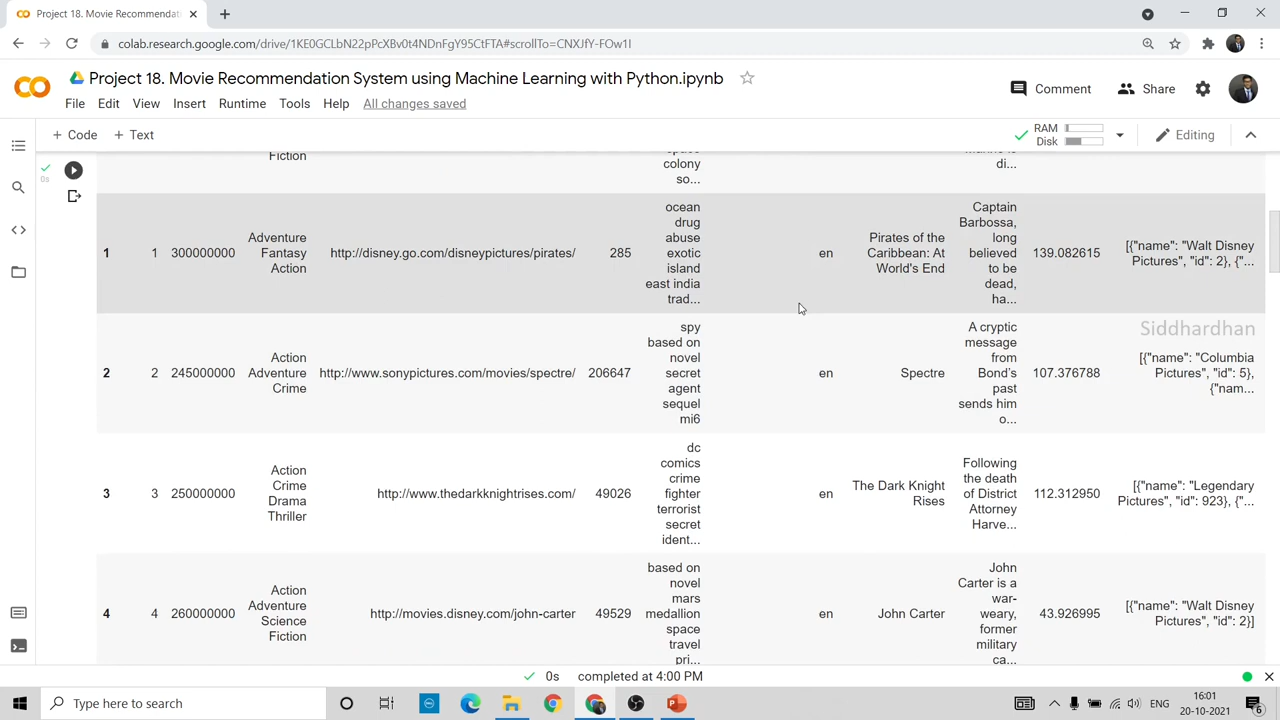 Project 18. Movie Recommendati
colab.research.google.com/drive/1KE0GCLbN22pPcXBv0t4NDnFgY95CtFTA#scrollTo=CNXJfY-FOw1I
Project 18. Movie Recommendation System using Machine Learning with Python.ipynb
Comment
Share
File Edit View Insert Runtime Tools Help All changes saved
+ Code + Text
RAM
Disk
Editing
0s
Fiction
colony
so...
di...
1 1 300000000
Adventure
Fantasy
Action
http://disney.go.com/disneypictures/pirates/ 285
ocean
drug
abuse
exotic
island
east india
trad...
en
Pirates of the
Caribbean: At
World's End
Captain
Barbossa,
long
believed
to be
dead,
ha...
139.082615
[{"name": "Walt Disney
Pictures", "id": 2}, {"...
Siddhardhan
2 2 245000000
Action
Adventure
Crime
http://www.sonypictures.com/movies/spectre/ 206647
spy
based on
novel
secret
agent
sequel
mi6
en
Spectre
A cryptic
message
from
Bond's
past
sends him
o...
107.376788
[{"name": "Columbia
Pictures", "id": 5},
{"nam...
3 3 250000000
Action
Crime
Drama
Thriller
http://www.thedarkknightrises.com/ 49026
dc
comics
crime
fighter
terrorist
secret
ident...
en
The Dark Knight
Rises
Following
the death
of District
Attorney
Harve...
112.312950
[{"name": "Legendary
Pictures", "id": 923}, {"...
4 4 260000000
Action
Adventure
Science
Fiction
http://movies.disney.com/john-carter 49529
based on
novel
mars
medallion
space
travel
pri...
en
John Carter
John
Carter is a
war-
weary,
former
military
ca...
43.926995
[{"name": "Walt Disney
Pictures", "id": 2}]
0s completed at 4:00 PM
Type here to search
ENG
16:01
20-10-2021
6